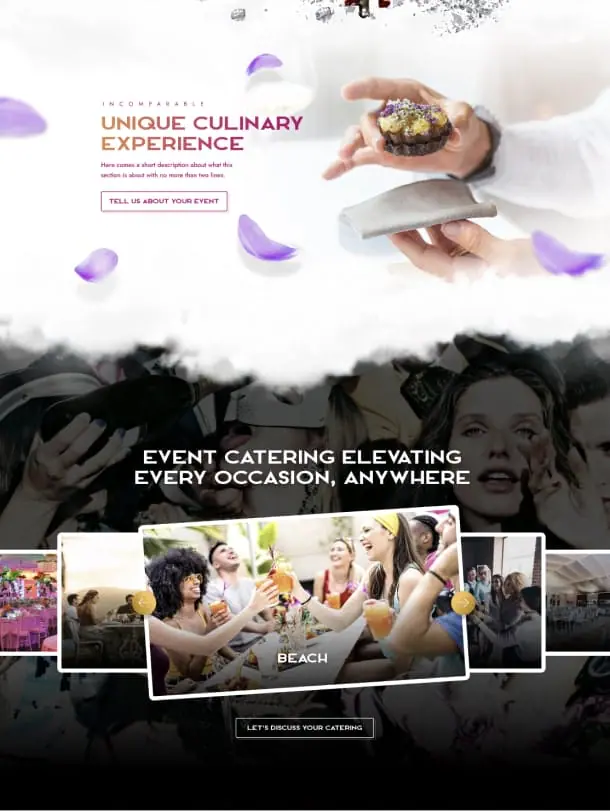 INCOMPARABLE
UNIQUE CULINARY
EXPERIENCE
Here comes a short description about what this
section is about with no more than two lines.
TELL US ABOUT YOUR EVENT
EVENT CATERING ELEVATING
EVERY OCCASION, ANYWHERE
BEACH
LET'S DISCUSS YOUR CATERING